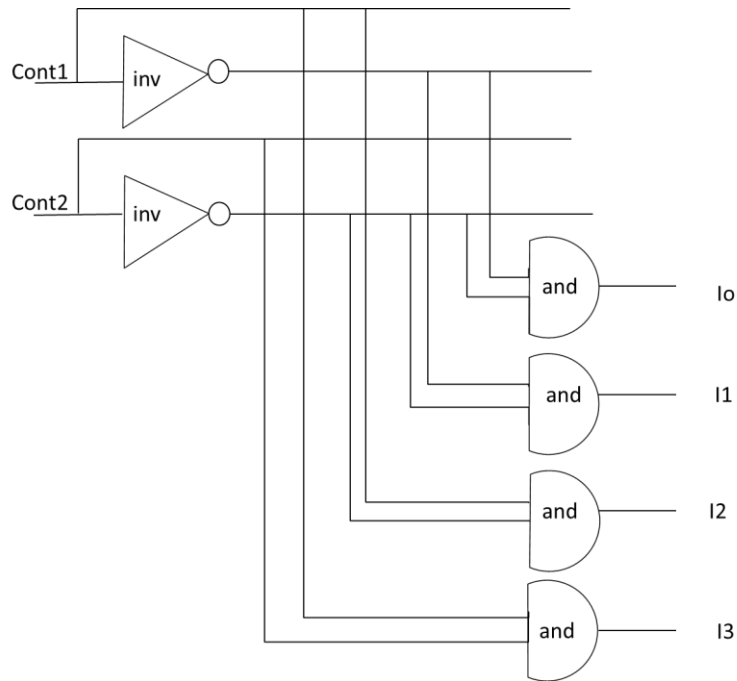 Cont1
inv
Cont2
inv
and
Io
and
I1
and
I2
and
I3